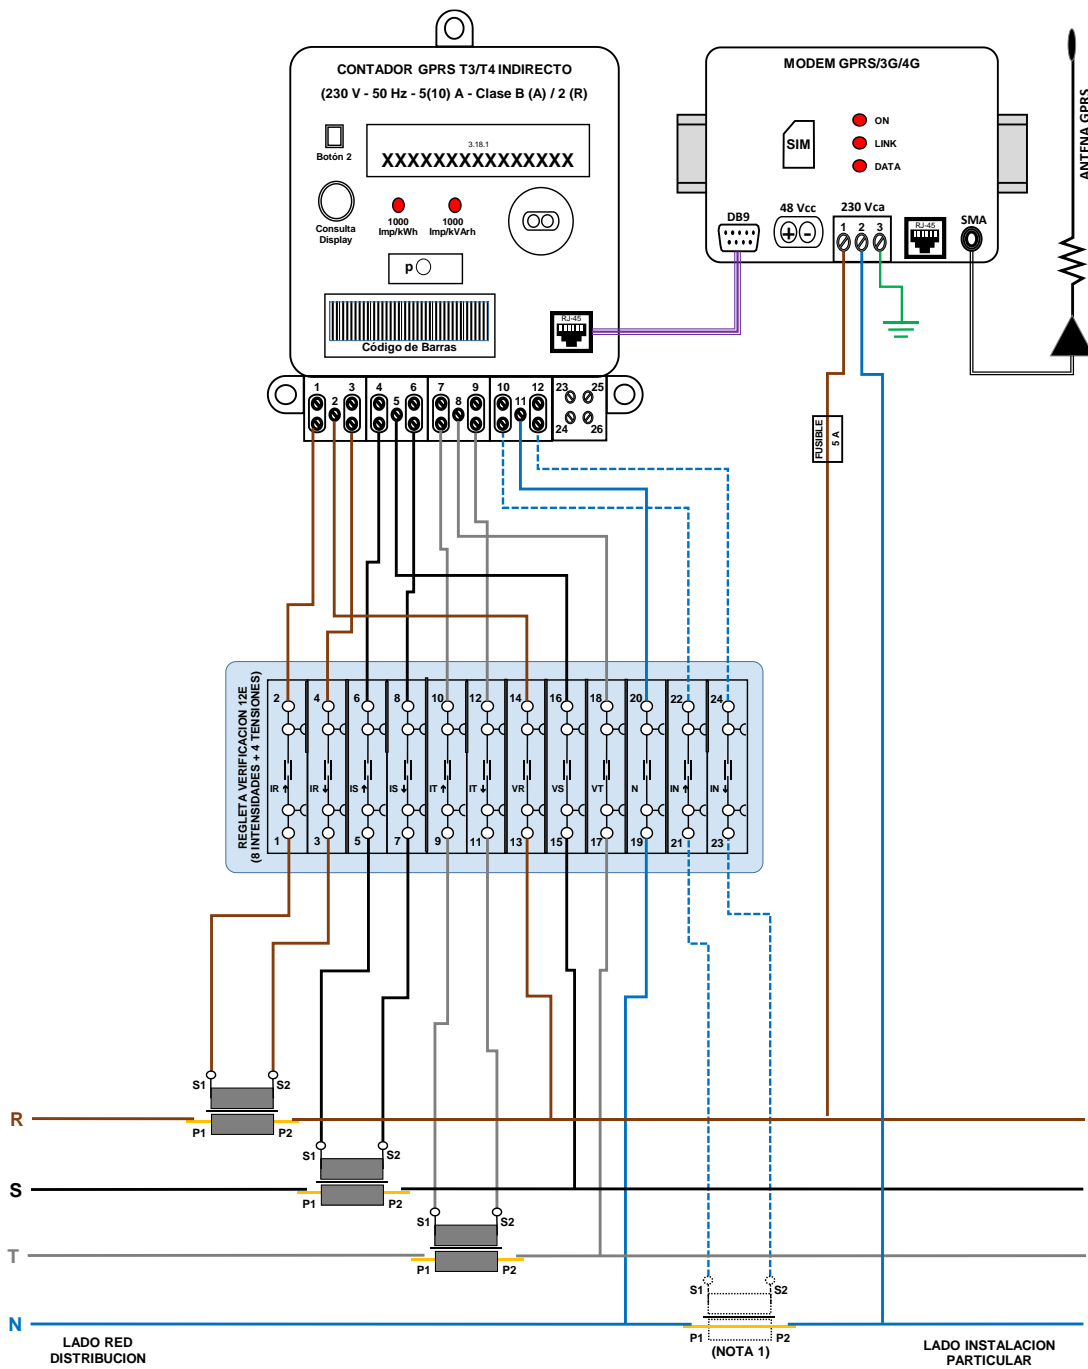 CONTADOR GPRS T3/T4 INDIRECTO
(230 V - 50 Hz - 5(10) A - Clase B (A) / 2 (R)
Botón 2
3.18.1
XXXXXXXXXXXXXXX
Consulta
Display
1000
Imp/kWh
1000
Imp/kVArh
p
Código de Barras
RJ-45
MODEM GPRS/3G/4G
SIM
ON
LINK
DATA
DB9
48 Vcc
+ -
230 Vca
1 2 3
RJ-45
SMA
ANTENA GPRS
1 2 3 4 5 6 7 8 9 10 11 12 23 25
24 26
FUSIBLE
5 A
REGLETA VERIFICACION 12E
(8 INTENSIDADES + 4 TENSIONES)
2 4 6 8 10 12 14 16 18 20 22 24
IR IR IS IS IT IT VR VS VT N IN IN
1 3 5 7 9 11 13 15 17 19 21 23
S1 S2
R
P1 P2
S1 S2
S
P1 P2
S1 S2
T
P1 P2
S1 S2
N
P1 P2
(NOTA 1)
LADO RED
DISTRIBUCION
LADO INSTALACION
PARTICULAR